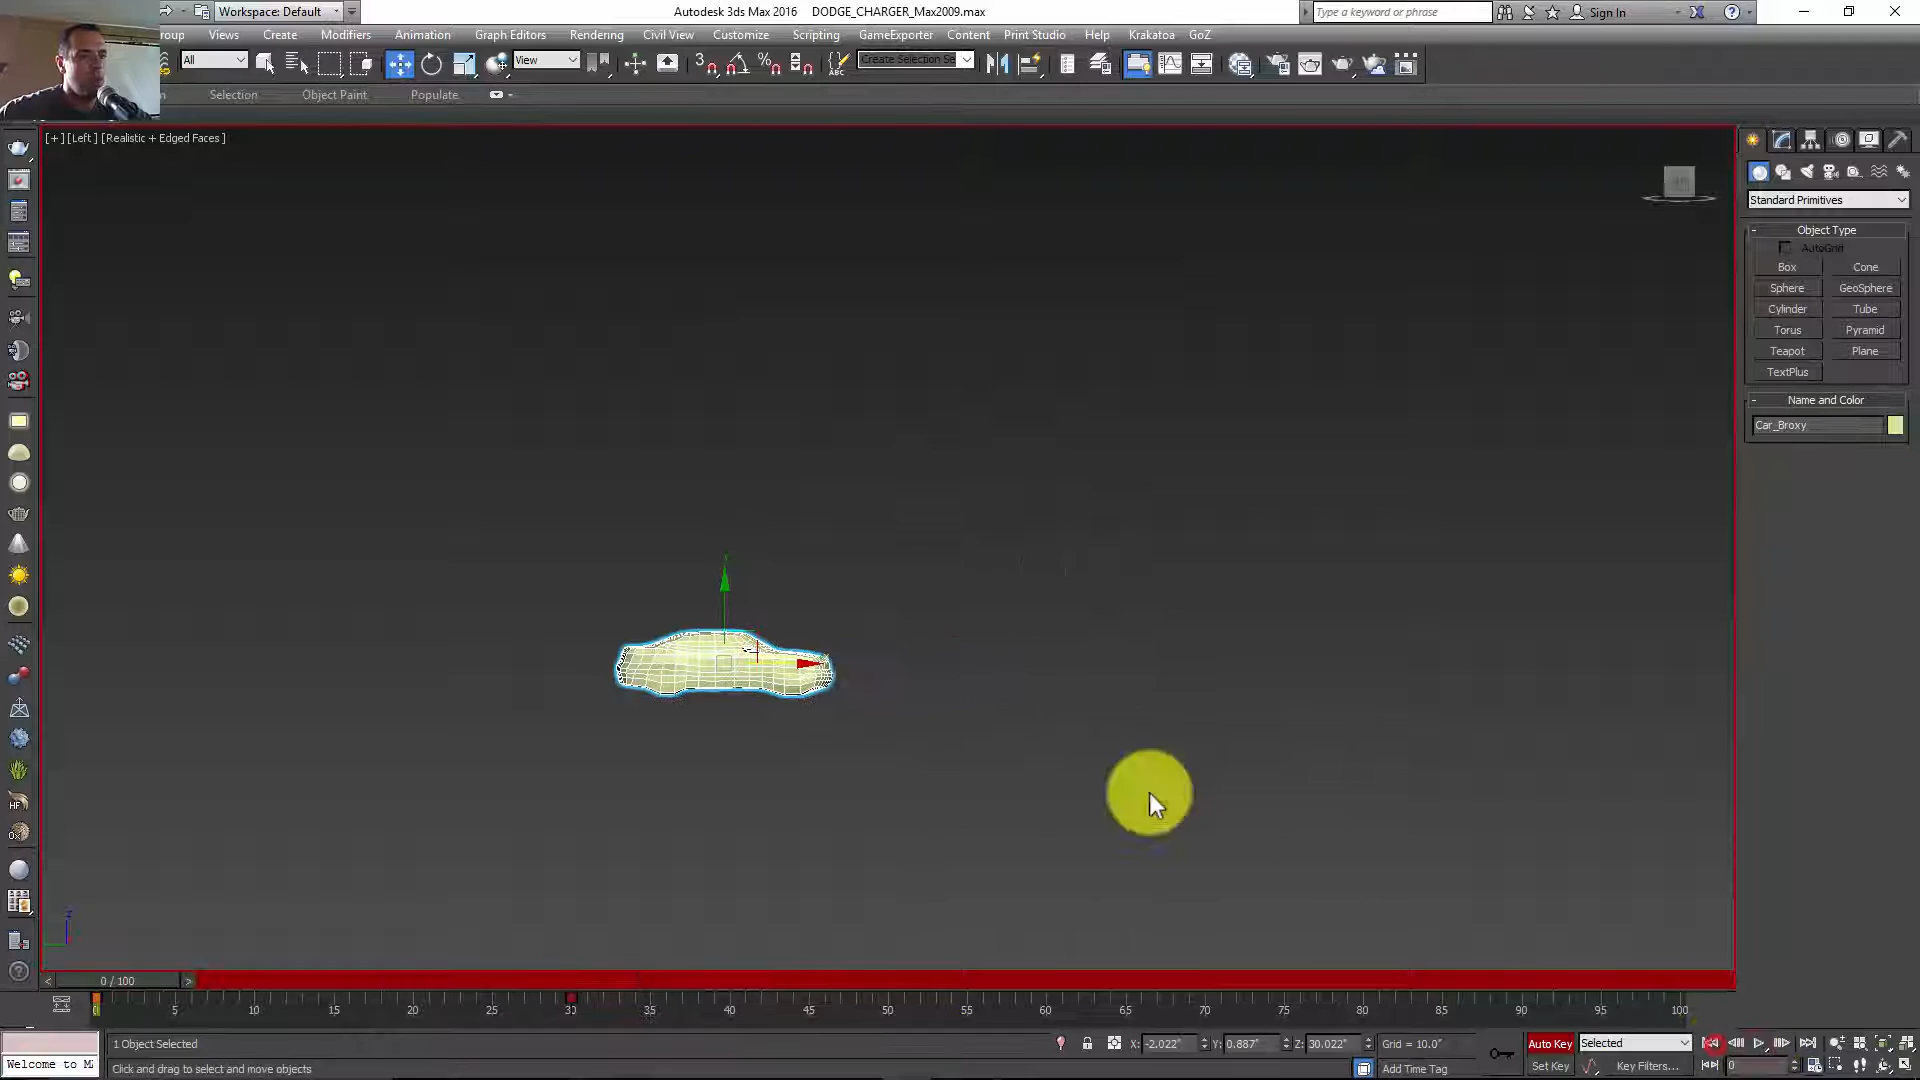 Workspace: Default
Autodesk 3ds Max 2016 DODGE_CHARGER_Max2009.max
Type a keyword or phrase
Sign In
roup Views Create Modifiers Animation Graph Editors Rendering Civil View Customize Scripting GameExporter Content Print Studio Help Krakatoa GoZ
All
View
Create Selection Se
Selection Object Paint Populate
[+] [Left] [Realistic + Edged Faces]
Standard Primitives
Object Type
AutoGrid
Box Cone
Sphere GeoSphere
Cylinder Tube
Torus Pyramid
Teapot Plane
TextPlus
Name and Color
Car_Broxy
HF
Ox
z
< 0 / 100 >
0 5 10 15 20 25 30 35 40 45 50 55 60 65 70 75 80 85 90 95 100
1 Object Selected
X: -2.022" Y: 0.887" Z: 30.022" Grid = 10.0"
Auto Key Selected
Welcome to M
Click and drag to select and move objects
Add Time Tag
Set Key Key Filters... 0